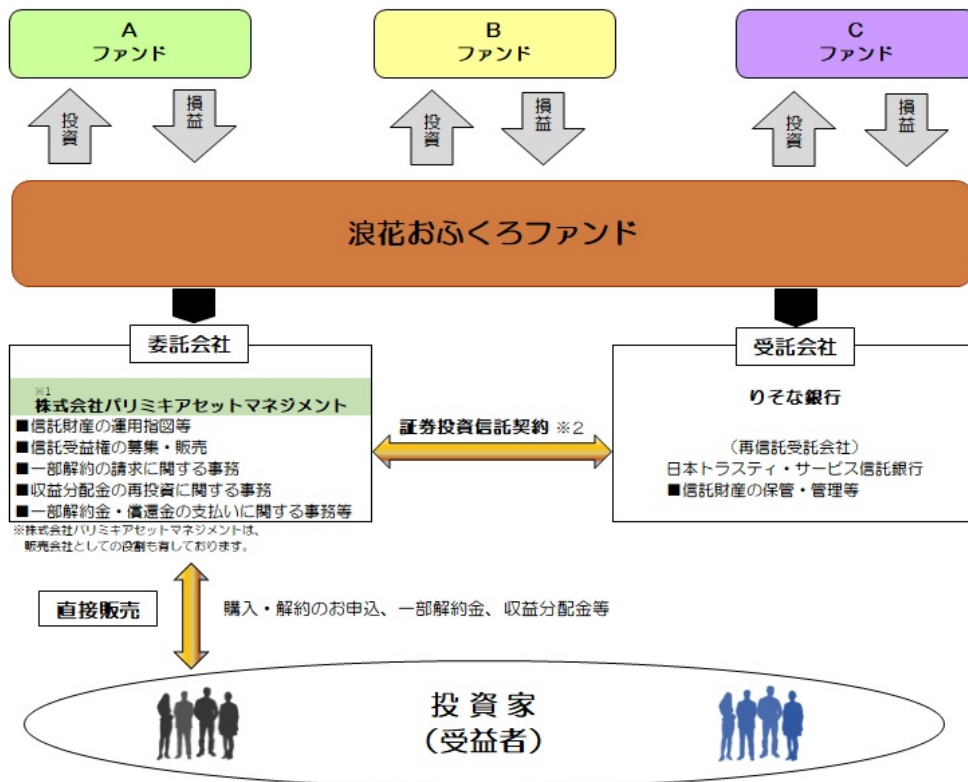 A
ファンド
B
ファンド
C
ファンド
投資
損益
投資
損益
投資
損益
浪花おふくろファンド
委託会社
※1
株式会社パリミキアセットマネジメント
■信託財産の運用指図等
■信託受益権の募集・販売
■一部解約の請求に関する事務
■収益分配金の再投資に関する事務
■一部解約金・償還金の支払いに関する事務等
※株式会社パリミキアセットマネジメントは、
販売会社としての役割も有しております。
証券投資信託契約 ※2
受託会社
りそな銀行
（再信託受託会社）
日本トラスティ・サービス信託銀行
■信託財産の保管・管理等
直接販売
購入・解約のお申込、一部解約金、収益分配金等
投資家
（受益者）